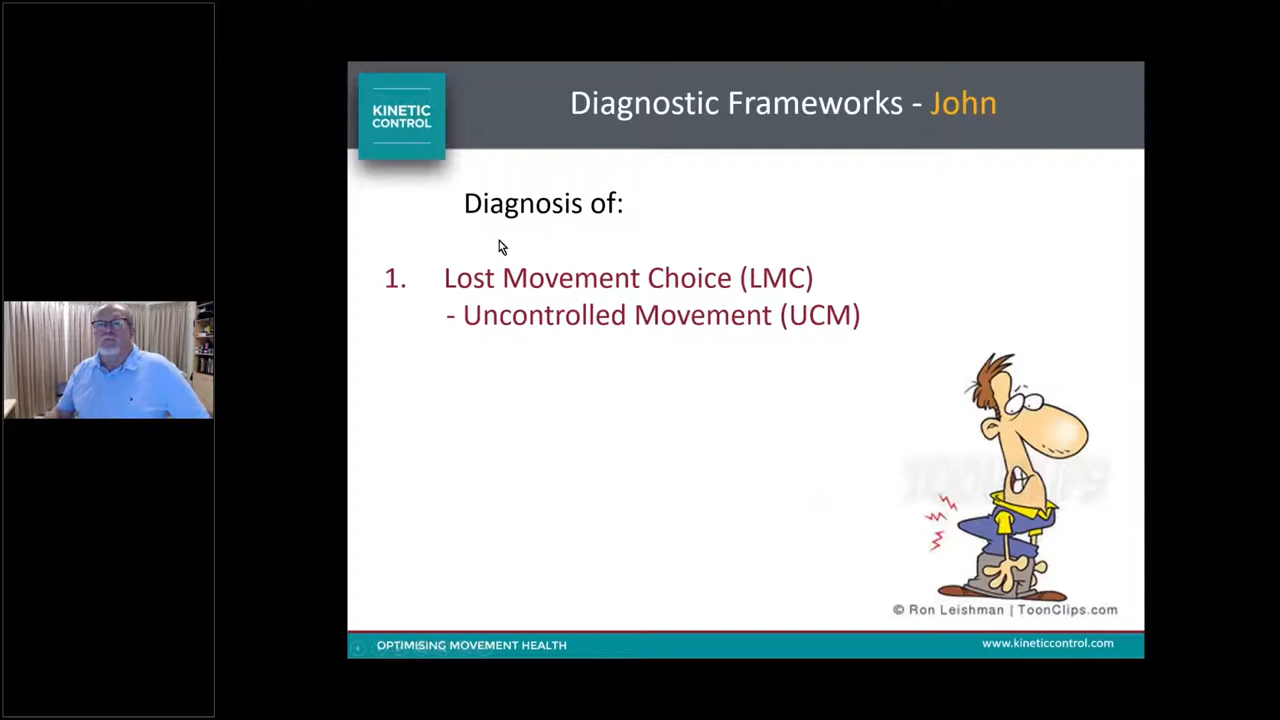 KINETIC
CONTROL
Diagnostic Frameworks - John
Diagnosis of:
1. Lost Movement Choice (LMC)
- Uncontrolled Movement (UCM)
© Ron Leishman | ToonClips.com
OPTIMISING MOVEMENT HEALTH
www.kineticcontrol.com